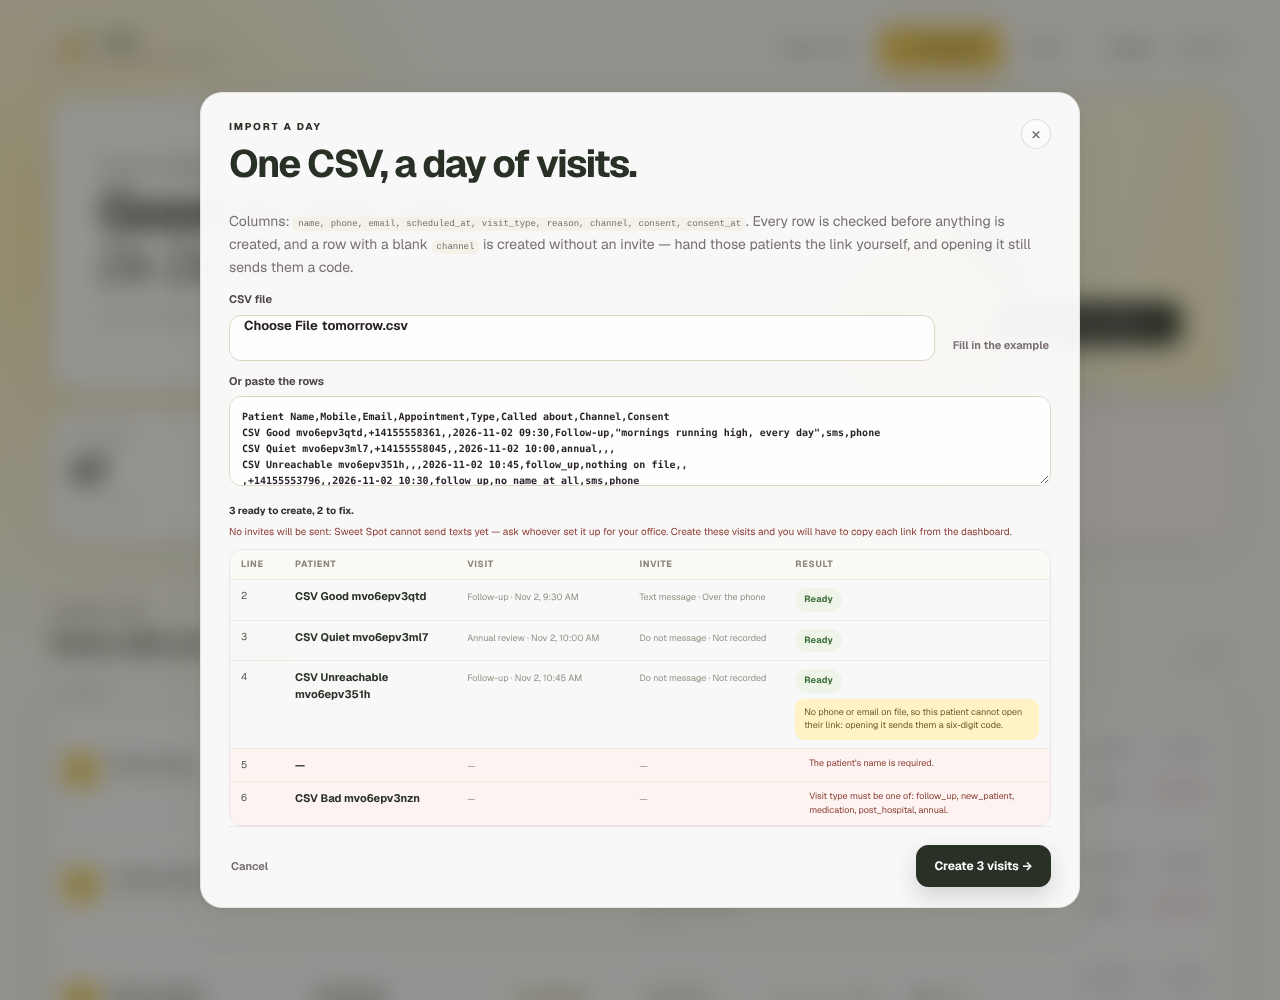 IMPORT A DAY
One CSV, a day of visits.
×
Columns: name, phone, email, scheduled_at, visit_type, reason, channel, consent, consent_at. Every row is checked before anything is
created, and a row with a blank channel is created without an invite — hand those patients the link yourself, and opening it still
sends them a code.
CSV file
Choose File tomorrow.csv
Fill in the example
Or paste the rows
Patient Name,Mobile,Email,Appointment,Type,Called about,Channel,Consent
CSV Good mvo6epv3qtd,+14155558361,,2026-11-02 09:30,Follow-up,"mornings running high, every day",sms,phone
CSV Quiet mvo6epv3ml7,+14155558045,,2026-11-02 10:00,annual,,,
CSV Unreachable mvo6epv351h,,,2026-11-02 10:45,follow_up,nothing on file,,
,+14155553796,,2026-11-02 10:30,follow_up,no name at all,sms,phone
3 ready to create, 2 to fix.
No invites will be sent: Sweet Spot cannot send texts yet — ask whoever set it up for your office. Create these visits and you will have to copy each link from the dashboard.
LINE PATIENT VISIT INVITE RESULT
2 CSV Good mvo6epv3qtd Follow-up · Nov 2, 9:30 AM Text message · Over the phone Ready
3 CSV Quiet mvo6epv3ml7 Annual review · Nov 2, 10:00 AM Do not message · Not recorded Ready
4 CSV Unreachable Follow-up · Nov 2, 10:45 AM Do not message · Not recorded Ready
mvo6epv351h
No phone or email on file, so this patient cannot open
their link: opening it sends them a six-digit code.
5 — — — The patient's name is required.
6 CSV Bad mvo6epv3nzn — — Visit type must be one of: follow_up, new_patient,
medication, post_hospital, annual.
Cancel
Create 3 visits →